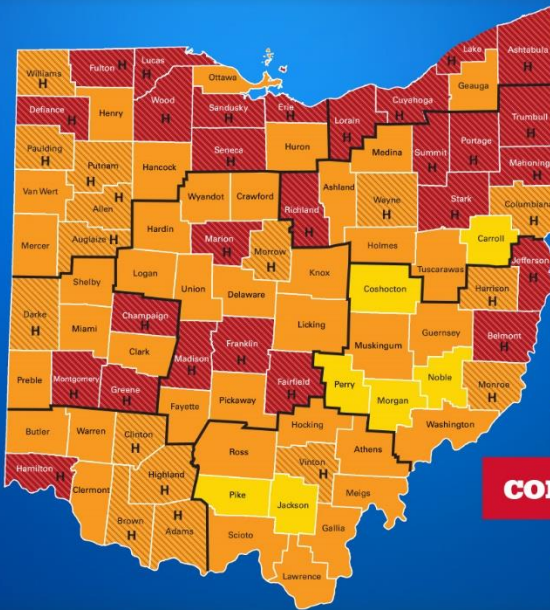 Williams
H
Fulton H
Lucas
H
Ottawa
Lake
H
Ashtabula
H
Defiance
H
Henry
Wood
H
Sandusky
H
Erie
H
Lorain
H
Cuyahoga
H
Geauga
Trumbull
H
Paulding
H
Putnam
H
Hancock
Seneca
H
Huron
Medina
Summit
H
Portage
H
Mahoning
H
Van Wert
Allen
H
Wyandot
Crawford
Richland
H
Ashland
Wayne
H
Stark
H
Columbiana
H
Mercer
Auglaize H
Hardin
Marion
H
Morrow
H
Knox
Holmes
Tuscarawas
Carroll
Jefferson
H
Darke
H
Shelby
Logan
Union
Delaware
Coshocton
Harrison
H
Miami
Champaign
H
Clark
Madison
H
Franklin
H
Licking
Muskingum
Guernsey
Belmont
H
Preble
Montgomery
H
Greene
H
Fayette
Pickaway
Fairfield
H
Perry
Morgan
Noble
Monroe
H
Butler
Warren
Clinton
H
Ross
Hocking
Athens
Washington
Hamilton
H
Clermont
Highland
H
Vinton
H
Meigs
Brown
H
Adams
H
Pike
Jackson
Scioto
Gallia
Lawrence